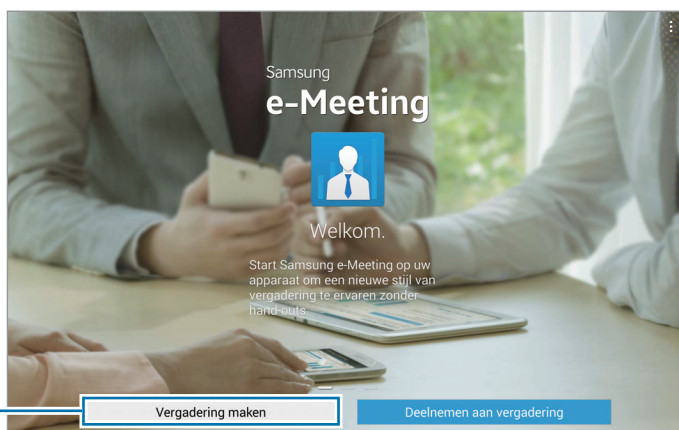 Samsung
e-Meeting
Welkom.
Start Samsung e-Meeting op uw
apparaat om een nieuwe stijl van
vergadering te ervaren zonder
hand-outs.
Vergadering maken
Deelnemen aan vergadering